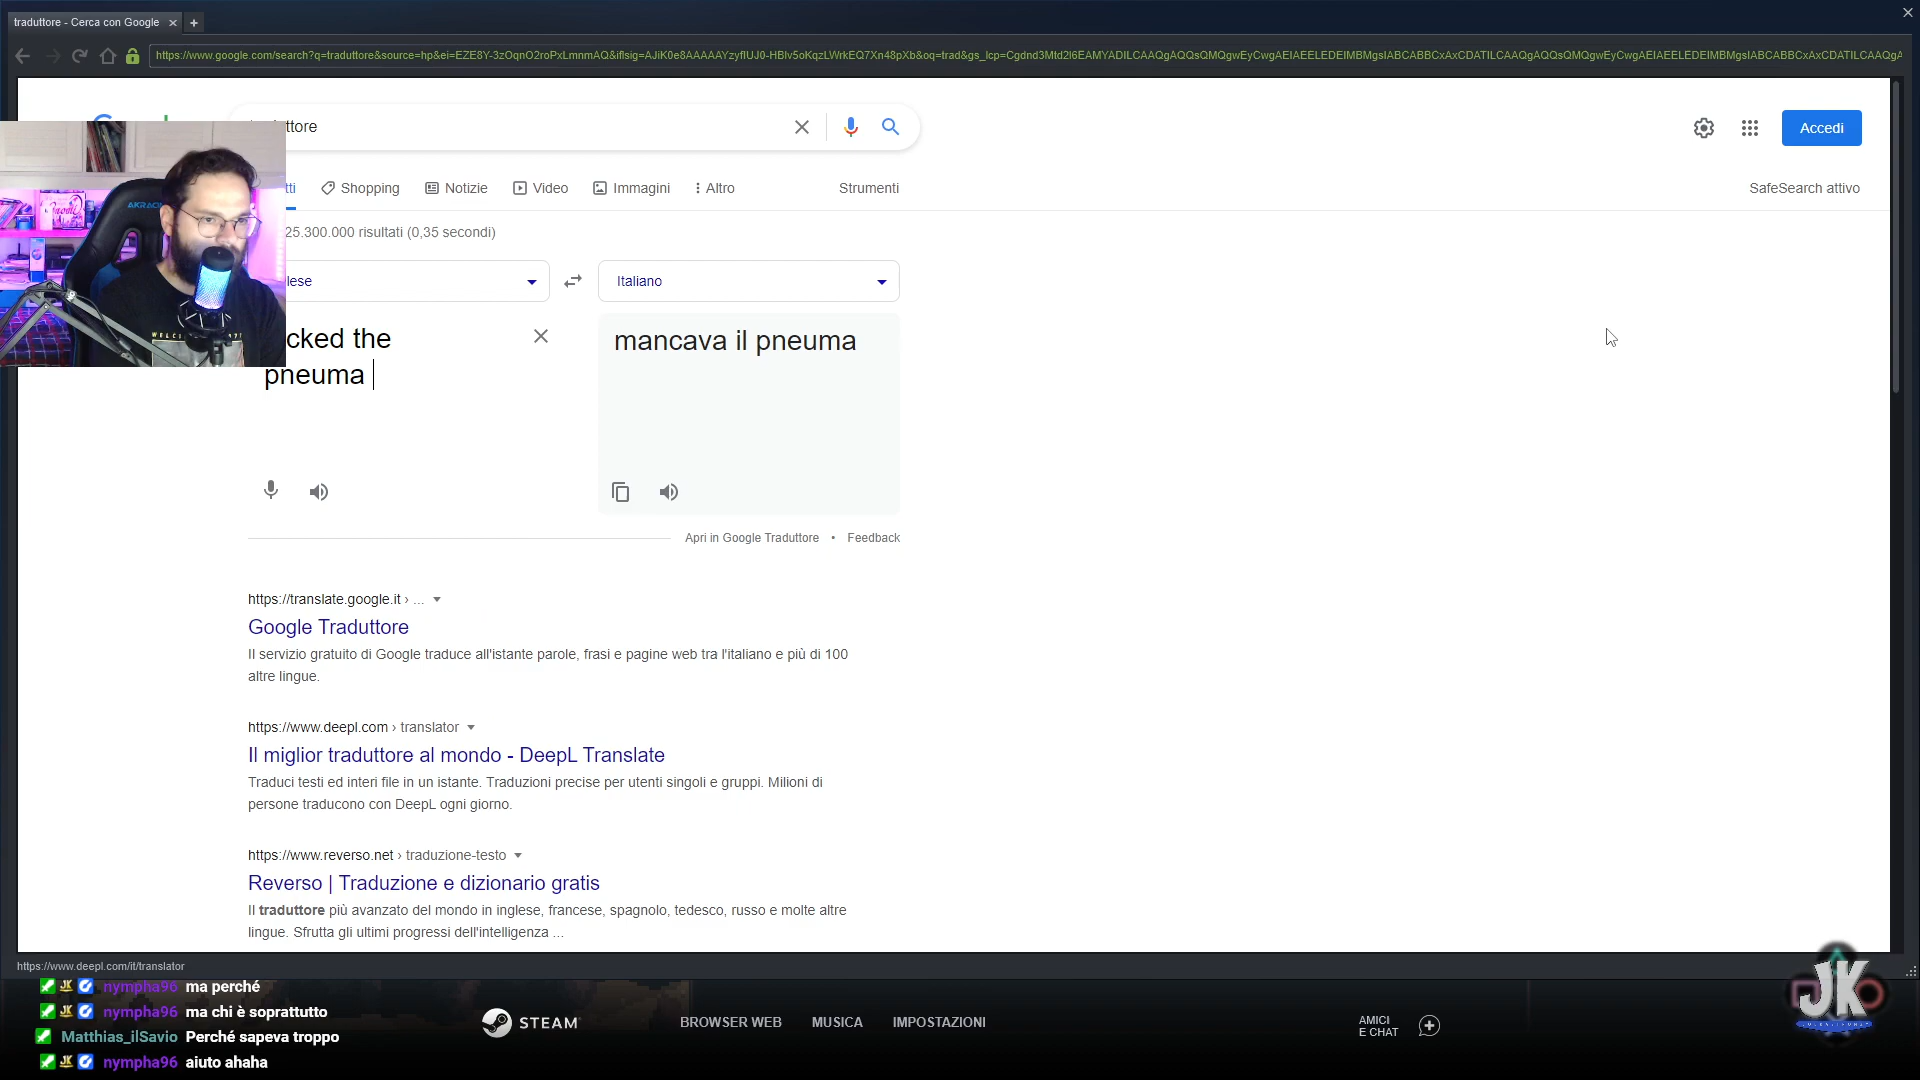 traduttore - Cerca con Google
https://www.google.com/search?q=traduttore&source=hp&ei=EZE8Y-3zOqnO2roPxLmnmAQ&iflsig=AJiK0e8AAAAAYzyfIUJ0-HBlv5oKqzLWrkEQ7Xn48pXb&oq=trad&gs_lcp=Cgdnd3Mtd2l6EAMYADILCAAQgAQQsQMQgwEyCwgAEIAEELEDEIMBMgsIABCABBCxAxCDATILCAAQgAQQsQMQgwEyCwgAEIAEELEDEIMBMgsIABCABBCxAxCDATILCAAQgA
ttore
Accedi
tti
Shopping
Notizie
Video
Immagini
Altro
Strumenti
SafeSearch attivo
25.300.000 risultati (0,35 secondi)
lese
Italiano
cked the
pneuma
mancava il pneuma
Apri in Google Traduttore • Feedback
https://translate.google.it › ...
Google Traduttore
Il servizio gratuito di Google traduce all'istante parole, frasi e pagine web tra l'italiano e più di 100
altre lingue.
https://www.deepl.com › translator
Il miglior traduttore al mondo - DeepL Translate
Traduci testi ed interi file in un istante. Traduzioni precise per utenti singoli e gruppi. Milioni di
persone traducono con DeepL ogni giorno.
https://www.reverso.net › traduzione-testo
Reverso | Traduzione e dizionario gratis
Il traduttore più avanzato del mondo in inglese, francese, spagnolo, tedesco, russo e molte altre
lingue. Sfrutta gli ultimi progressi dell'intelligenza ...
https://www.deepl.com/it/translator
nympha96 ma perché
nympha96 ma chi è soprattutto
Matthias_ilSavio Perché sapeva troppo
nympha96 aiuto ahaha
STEAM
BROWSER WEB
MUSICA
IMPOSTAZIONI
AMICI
E CHAT
JK
AKRACI